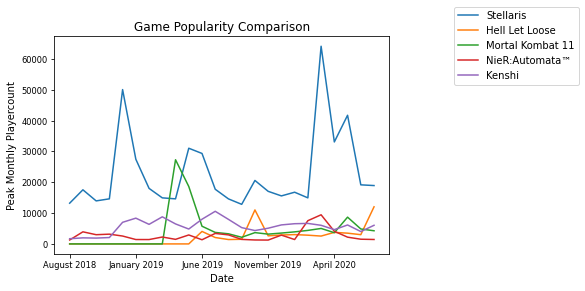 Game Popularity Comparison
Stellaris
Hell Let Loose
Mortal Kombat 11
NieR:Automata™
Kenshi
Peak Monthly Playercount
60000
50000
40000
30000
20000
10000
0
August 2018 January 2019 June 2019 November 2019 April 2020
Date